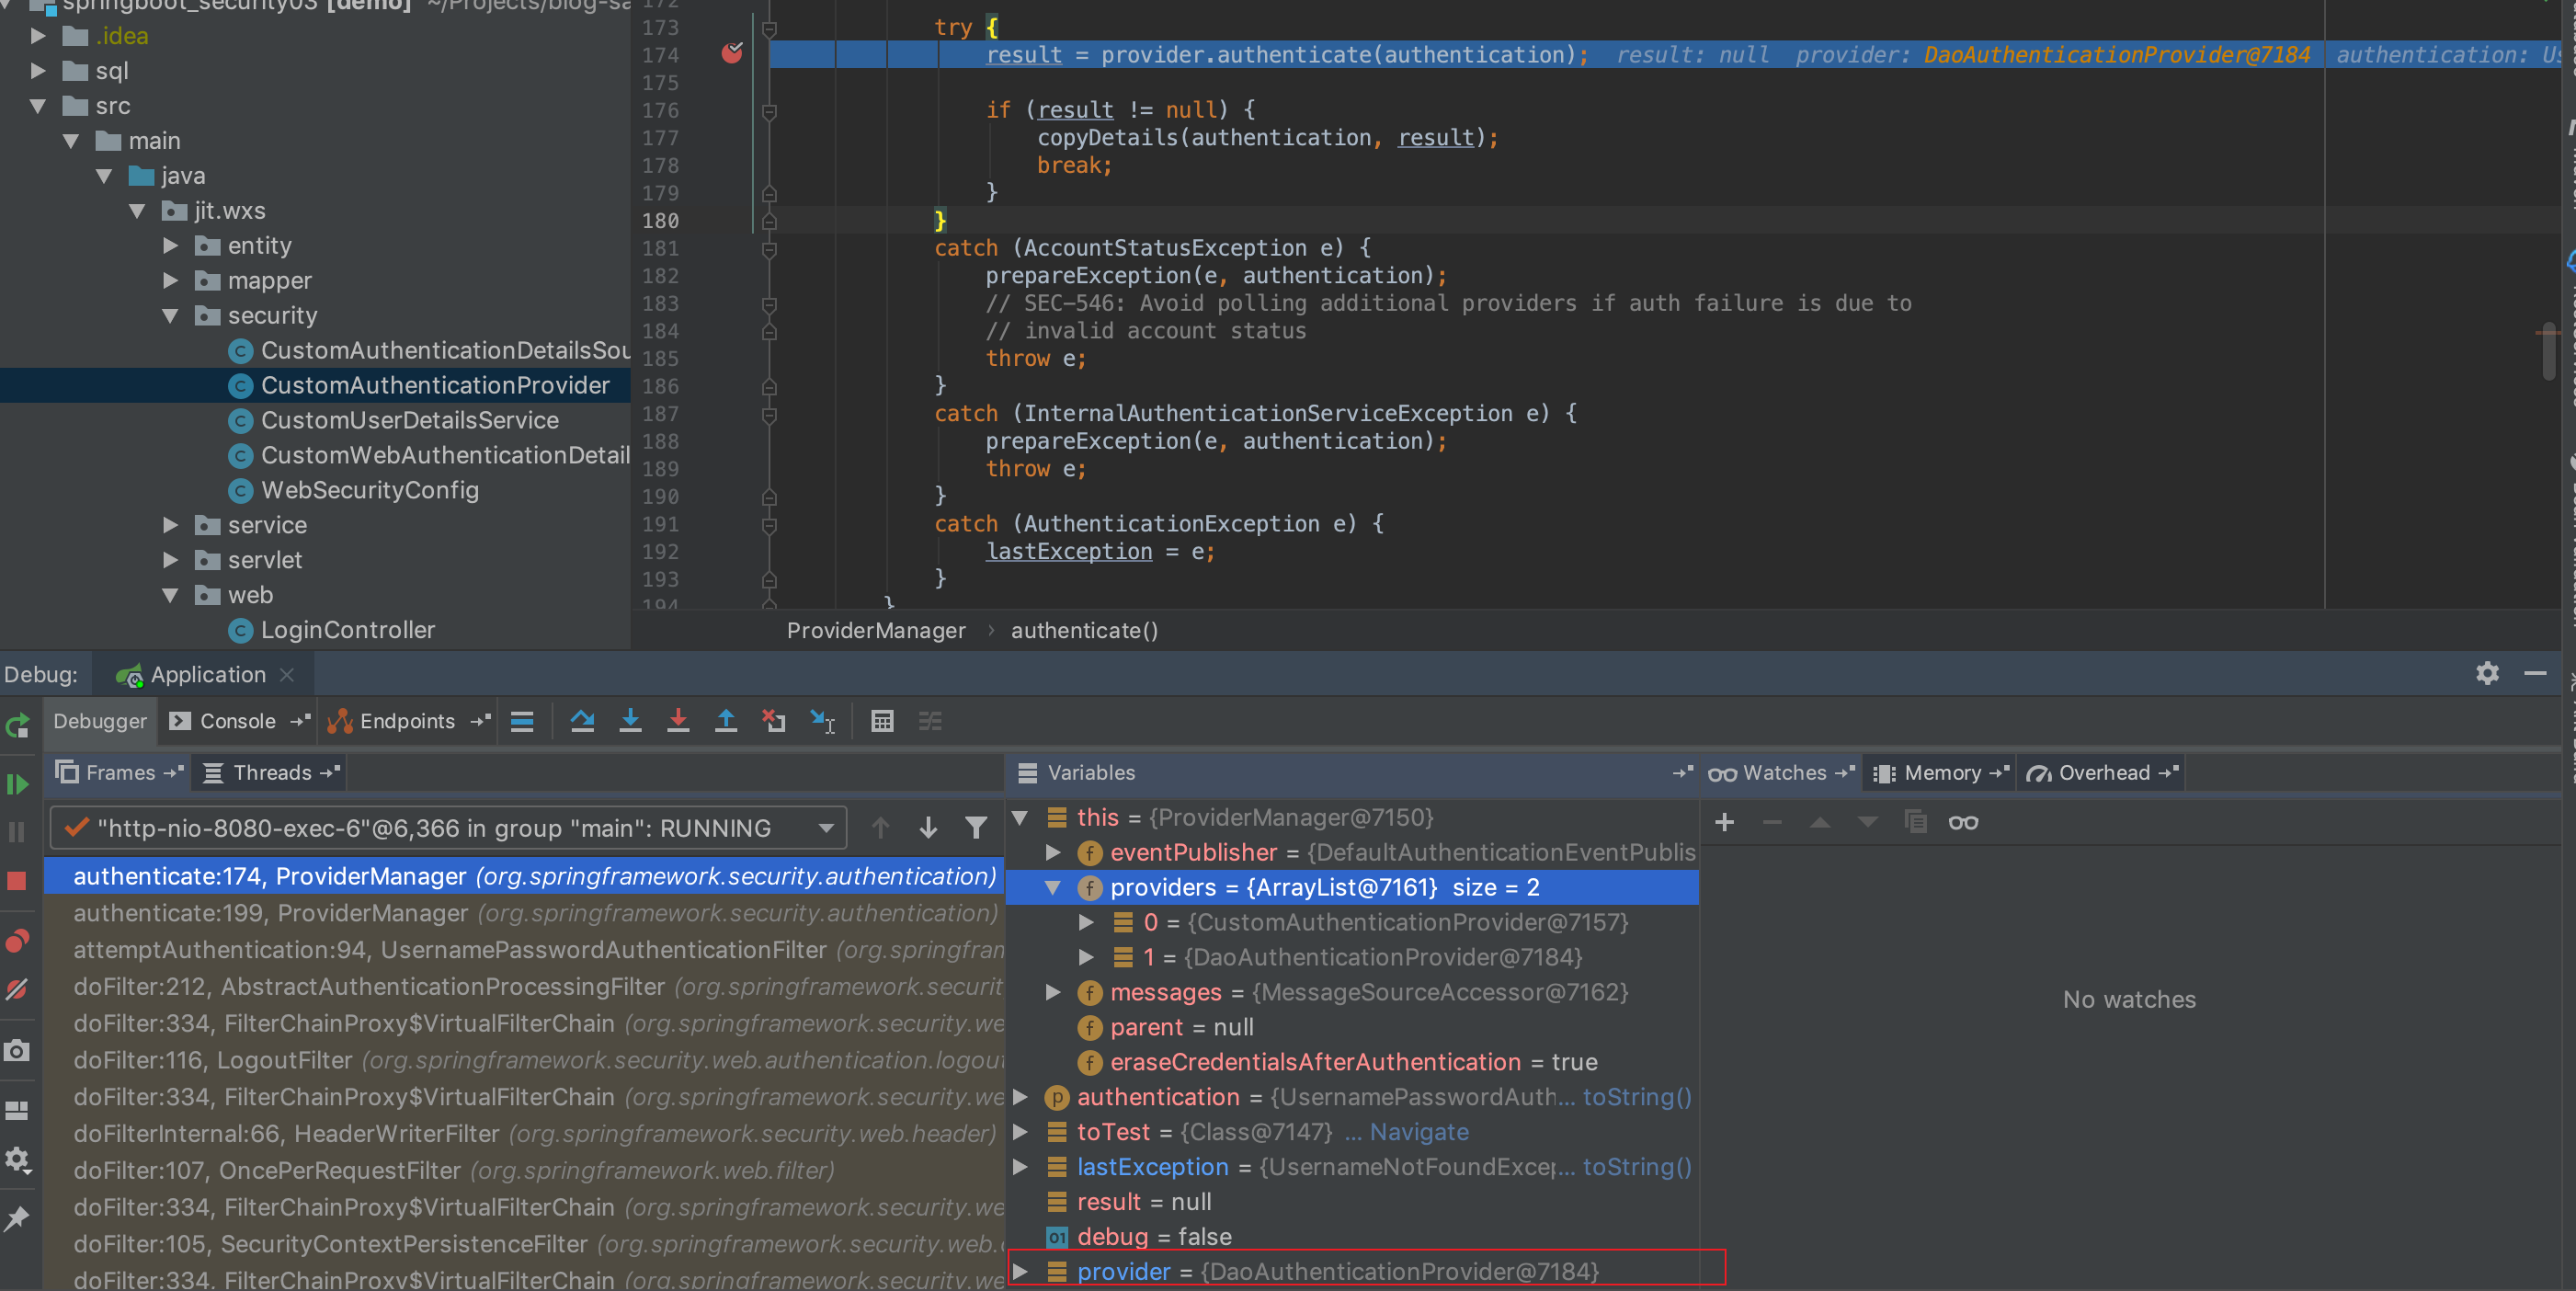 springboot_security03 [demo] ~/Projects/blog-sa
.idea
sql
src
main
java
jit.wxs
entity
mapper
security
CustomAuthenticationDetailsSou
CustomAuthenticationProvider
CustomUserDetailsService
CustomWebAuthenticationDetail
WebSecurityConfig
service
servlet
web
LoginController
172
173 try {
174 result = provider.authenticate(authentication); result: null provider: DaoAuthenticationProvider@7184 authentication: Us
175
176 if (result != null) {
177 copyDetails(authentication, result);
178 break;
179 }
180 }
181 catch (AccountStatusException e) {
182 prepareException(e, authentication);
183 // SEC-546: Avoid polling additional providers if auth failure is due to
184 // invalid account status
185 throw e;
186 }
187 catch (InternalAuthenticationServiceException e) {
188 prepareException(e, authentication);
189 throw e;
190 }
191 catch (AuthenticationException e) {
192 lastException = e;
193 }
194 }
ProviderManager › authenticate()
Debug: Application
Debugger Console Endpoints
Frames Threads
"http-nio-8080-exec-6"@6,366 in group "main": RUNNING
authenticate:174, ProviderManager (org.springframework.security.authentication)
authenticate:199, ProviderManager (org.springframework.security.authentication)
attemptAuthentication:94, UsernamePasswordAuthenticationFilter (org.springfran
doFilter:212, AbstractAuthenticationProcessingFilter (org.springframework.securit
doFilter:334, FilterChainProxy$VirtualFilterChain (org.springframework.security.we
doFilter:116, LogoutFilter (org.springframework.security.web.authentication.logout
doFilter:334, FilterChainProxy$VirtualFilterChain (org.springframework.security.we
doFilterInternal:66, HeaderWriterFilter (org.springframework.security.web.header)
doFilter:107, OncePerRequestFilter (org.springframework.web.filter)
doFilter:334, FilterChainProxy$VirtualFilterChain (org.springframework.security.we
doFilter:105, SecurityContextPersistenceFilter (org.springframework.security.web.c
doFilter:334, FilterChainProxy$VirtualFilterChain (org.springframework.security.we
Variables
this = {ProviderManager@7150}
f eventPublisher = {DefaultAuthenticationEventPublis
f providers = {ArrayList@7161} size = 2
0 = {CustomAuthenticationProvider@7157}
1 = {DaoAuthenticationProvider@7184}
f messages = {MessageSourceAccessor@7162}
f parent = null
f eraseCredentialsAfterAuthentication = true
p authentication = {UsernamePasswordAuth... toString()
toTest = {Class@7147} ... Navigate
lastException = {UsernameNotFoundExcep... toString()
result = null
01 debug = false
provider = {DaoAuthenticationProvider@7184}
Watches Memory Overhead
No watches